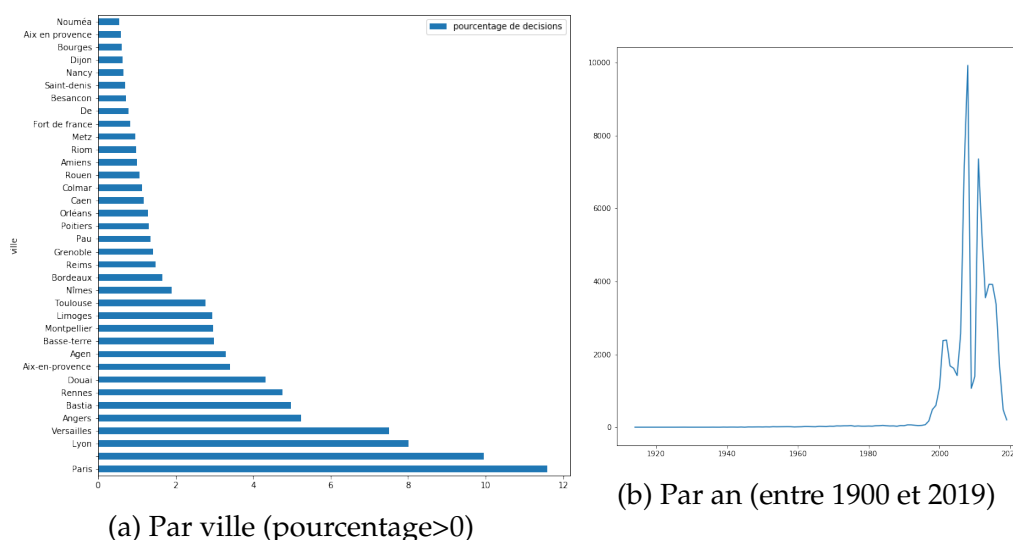 Nouméa
Aix en provence
Bourges
Dijon
Nancy
Saint-denis
Besancon
De
Fort de france
Metz
Riom
Amiens
Rouen
Colmar
Caen
Orléans
Poitiers
Pau
Grenoble
Reims
Bordeaux
Nîmes
Toulouse
Limoges
Montpellier
Basse-terre
Agen
Aix-en-provence
Douai
Rennes
Bastia
Angers
Versailles
Lyon
Paris
ville
pourcentage de decisions
0 2 4 6 8 10 12
(a) Par ville (pourcentage>0)
10000
8000
6000
4000
2000
0
1920 1940 1960 1980 2000
(b) Par an (entre 1900 et 2019)